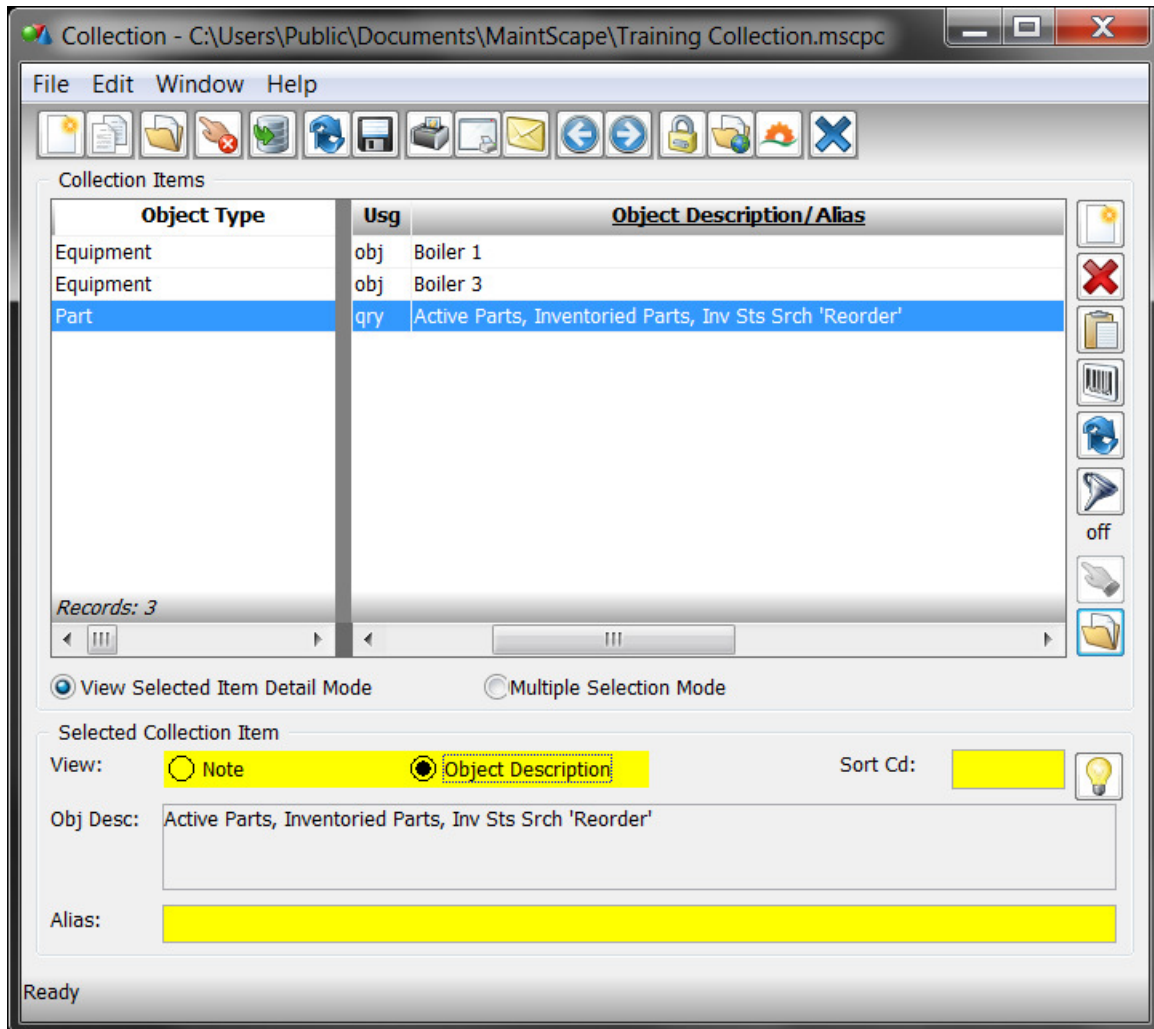 Collection - C:\Users\Public\Documents\MaintScape\Training Collection.mscpc
File Edit Window Help
Collection Items
Object Type Usg Object Description/Alias
Equipment obj Boiler 1
Equipment obj Boiler 3
Part qry Active Parts, Inventoried Parts, Inv Sts Srch 'Reorder'
off
Records: 3
View Selected Item Detail Mode Multiple Selection Mode
Selected Collection Item
View: Note Object Description Sort Cd:
Obj Desc: Active Parts, Inventoried Parts, Inv Sts Srch 'Reorder'
Alias:
Ready